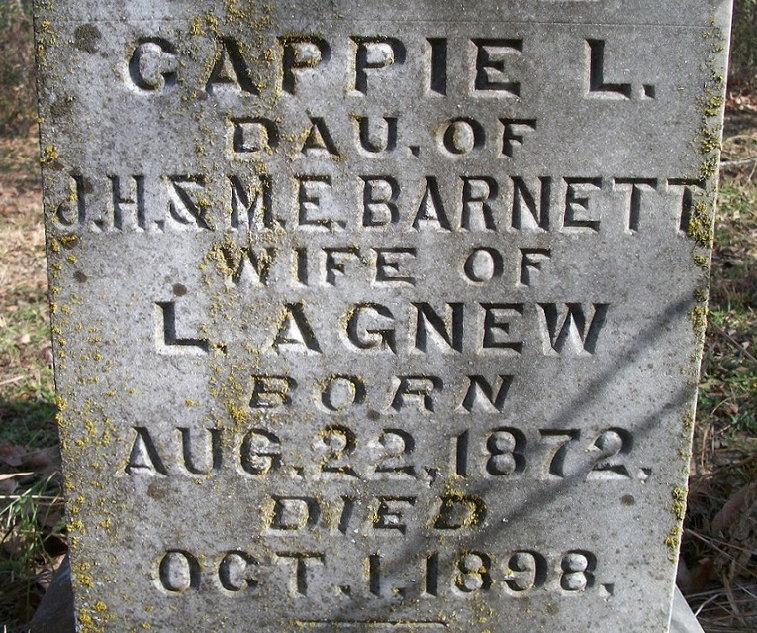 CAPPIE L.
DAU. OF
J.H. & M.E. BARNETT
WIFE OF
L. AGNEW
BORN
AUG. 22, 1872.
DIED
OCT. 1, 1898.